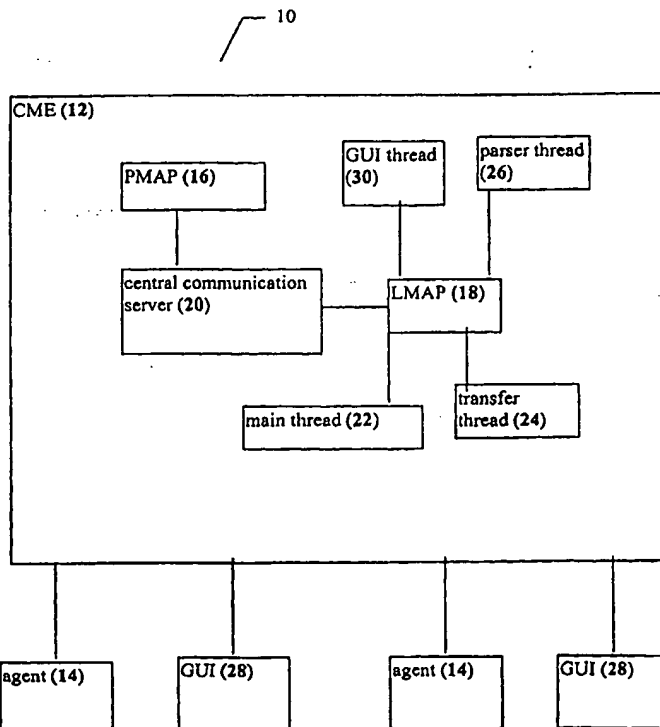 10
CME (12)
PMAP (16)
GUI thread
(30)
parser thread
(26)
central communication
server (20)
LMAP (18)
main thread (22)
transfer
thread (24)
agent (14)
GUI (28)
agent (14)
GUI (28)